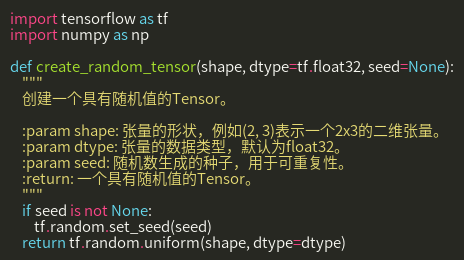 import tensorflow as tf
import numpy as np
def create_random_tensor(shape, dtype=tf.float32, seed=None):
"""
创建一个具有随机值的Tensor。
:param shape: 张量的形状，例如(2, 3)表示一个2x3的二维张量。
:param dtype: 张量的数据类型，默认为float32。
:param seed: 随机数生成的种子，用于可重复性。
:return: 一个具有随机值的Tensor。
"""
if seed is not None:
tf.random.set_seed(seed)
return tf.random.uniform(shape, dtype=dtype)